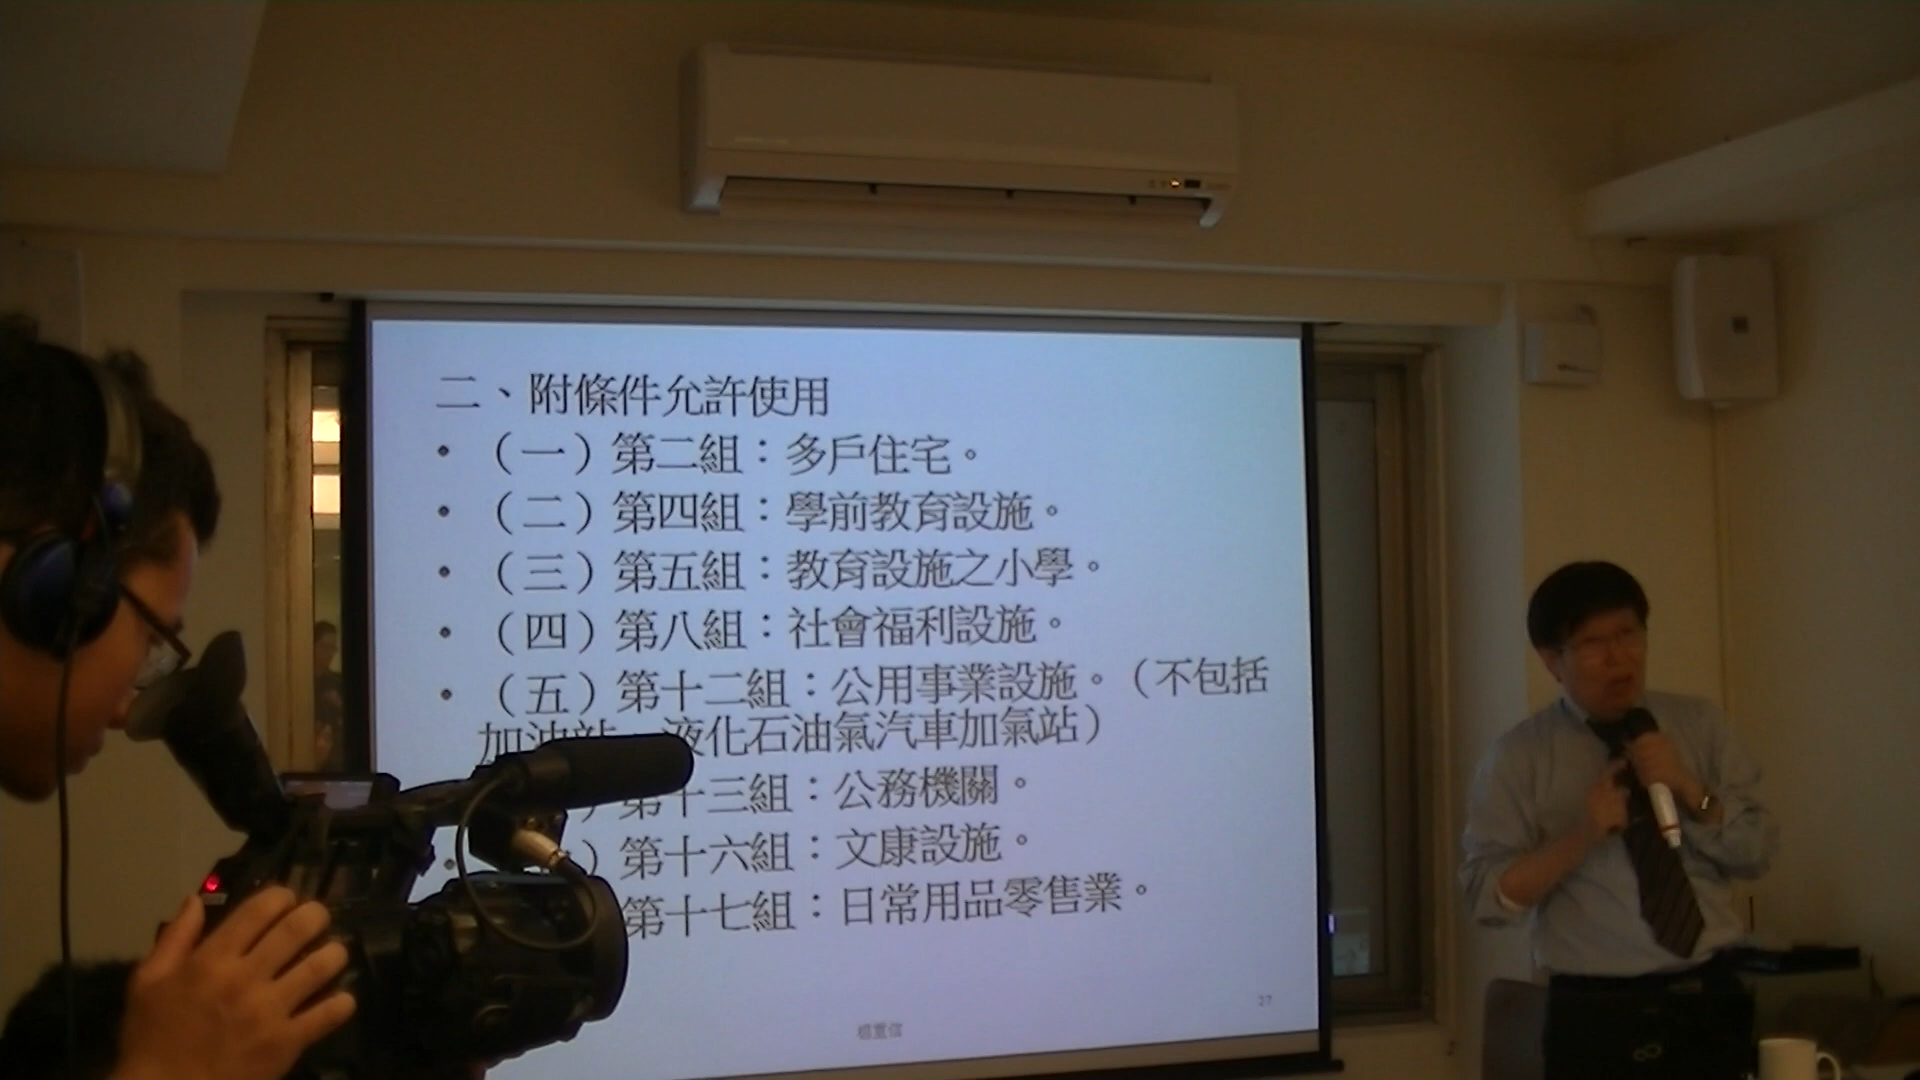 二、附條件允許使用
• （一）第二組：多戶住宅。
• （二）第四組：學前教育設施。
• （三）第五組：教育設施之小學。
• （四）第八組：社會福利設施。
• （五）第十二組：公用事業設施。（不包括
加油站、液化石油氣汽車加氣站）
）第十三組：公務機關。
• ）第十六組：文康設施。
第十七組：日常用品零售業。
27
楊重信